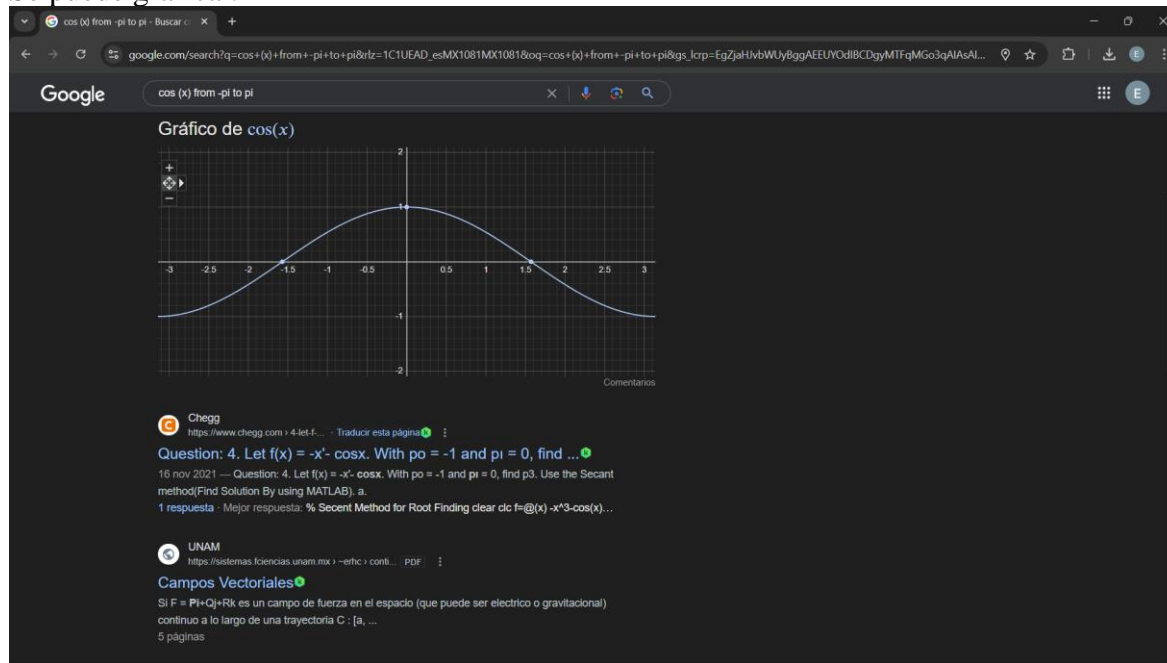 cos (x) from -pi to pi - Buscar c
google.com/search?q=cos+(x)+from+-pi+to+pi&rlz=1C1UEAD_esMX1081MX1081&oq=cos+(x)+from+-pi+to+pi&gs_lcrp=EgZjaHJvbWUyBggAEEUYOdIBCDgyMTFqMGo3qAIAsAI...
E
Google
cos (x) from -pi to pi
E
Gráfico de cos(x)
2
1
-3 -2.5 -2 -1.5 -1 -0.5 0.5 1 1.5 2 2.5 3
-1
-2
Comentarios
Chegg
https://www.chegg.com › 4-let-f-... · Traducir esta página
Question: 4. Let f(x) = -x'- cosx. With po = -1 and pı = 0, find ...
16 nov 2021 — Question: 4. Let f(x) = -x'- cosx. With po = -1 and pı = 0, find p3. Use the Secant
method(Find Solution By using MATLAB). a.
1 respuesta · Mejor respuesta: % Secent Method for Root Finding clear clc f=@(x) -x^3-cos(x)...
UNAM
https://sistemas.fciencias.unam.mx › ~erhc › conti... PDF
Campos Vectoriales
Si F = Pi+Qj+Rk es un campo de fuerza en el espacio (que puede ser electrico o gravitacional)
continuo a lo largo de una trayectoria C : [a, ...
5 páginas